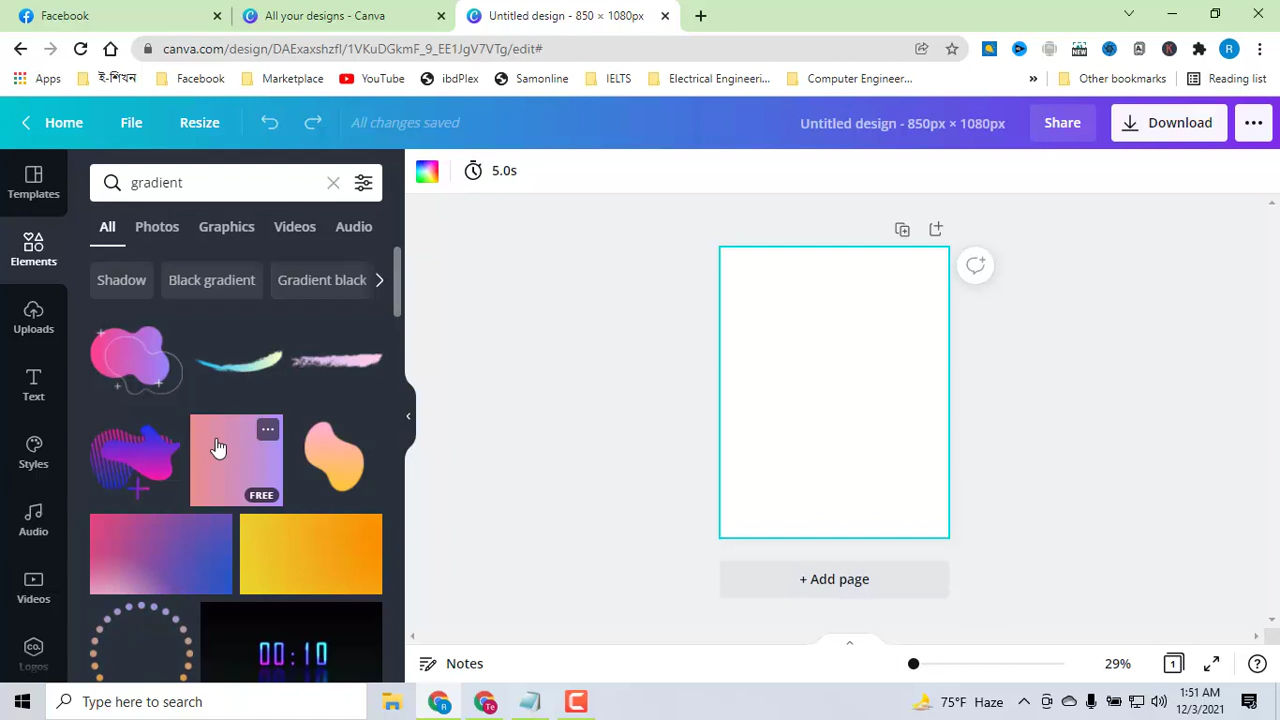 Facebook
All your designs - Canva
Untitled design - 850 × 1080px
canva.com/design/DAExaxshzfI/1VKuDGkmF_9_EE1JgV7VTg/edit#
Apps
ই-শিখন
Facebook
Marketplace
YouTube
ibdPlex
Samonline
IELTS
Electrical Engineeri...
Computer Engineer...
Other bookmarks
Reading list
Home
File
Resize
All changes saved
Untitled design - 850px × 1080px
Share
Download
Templates
gradient
5.0s
All
Photos
Graphics
Videos
Audio
Elements
Shadow
Black gradient
Gradient black
Uploads
Text
FREE
Styles
Audio
Videos
+ Add page
00:10
Logos
Notes
29%
1
Type here to search
75°F Haze
1:51 AM
12/3/2021